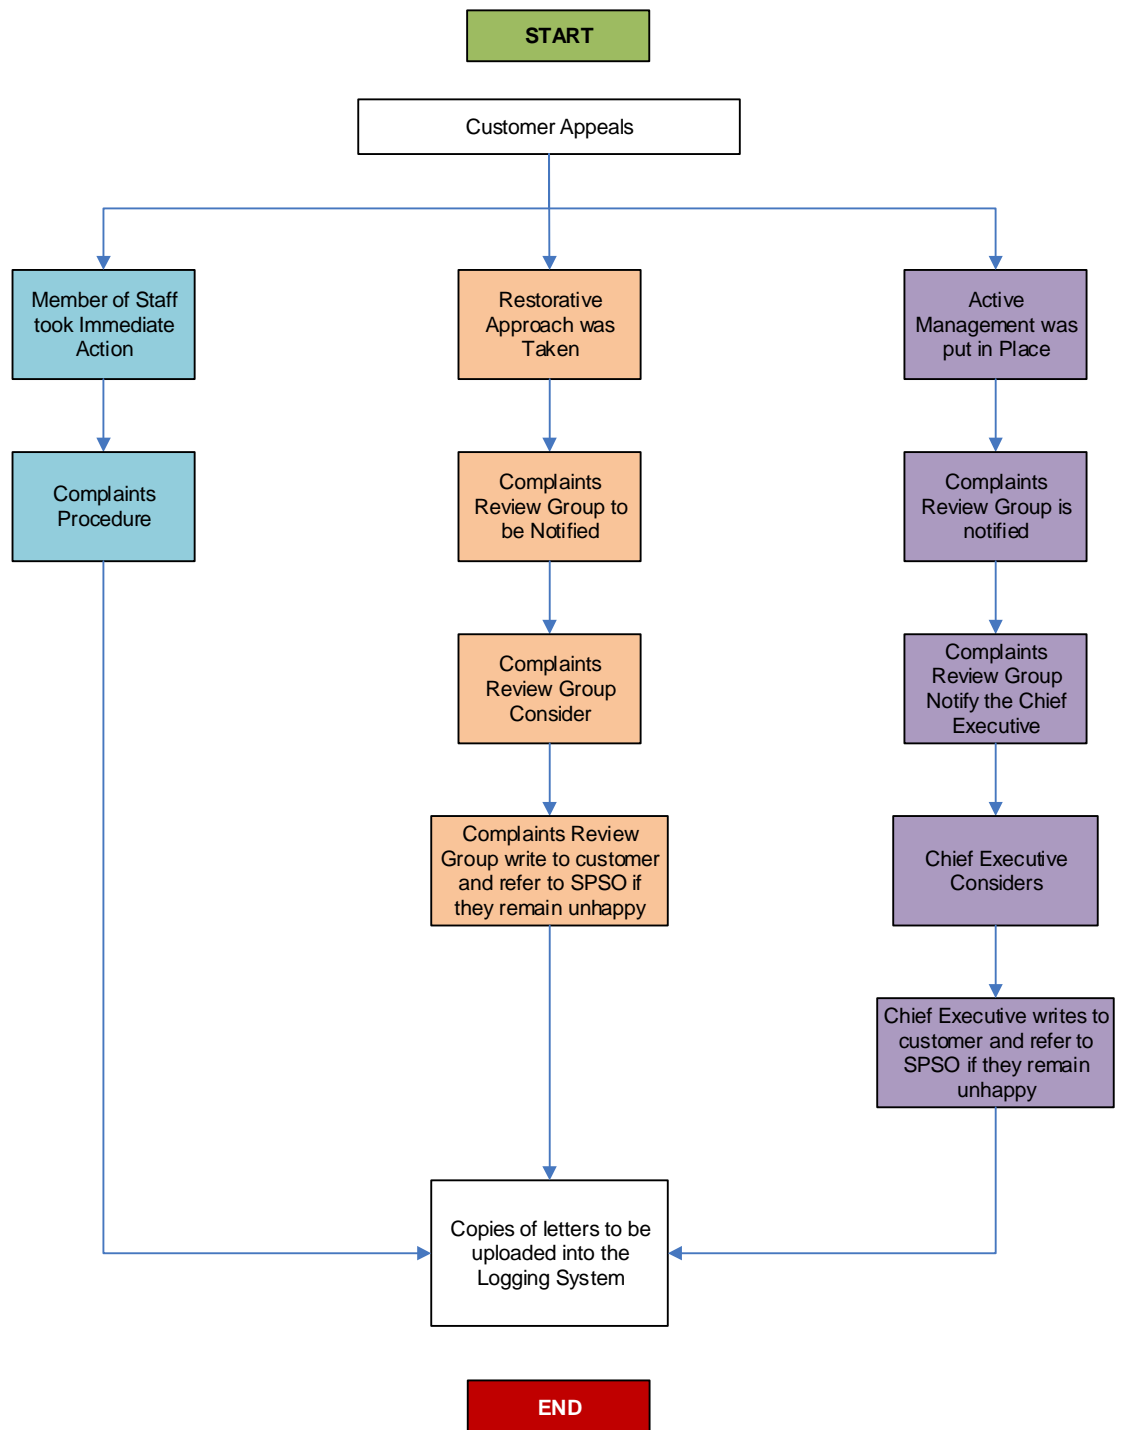 START
Customer Appeals
Member of Staff
took Immediate
Action
Restorative
Approach was
Taken
Active
Management was
put in Place
Complaints
Procedure
Complaints
Review Group to
be Notified
Complaints
Review Group is
notified
Complaints
Review Group
Consider
Complaints
Review Group
Notify the Chief
Executive
Complaints Review
Group write to customer
and refer to SPSO if
they remain unhappy
Chief Executive
Considers
Chief Executive writes to
customer and refer to
SPSO if they remain
unhappy
Copies of letters to be
uploaded into the
Logging System
END